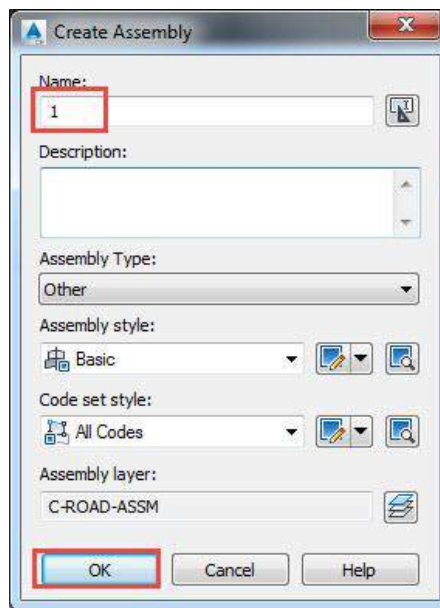 Create Assembly
Name:
1
Description:
Assembly Type:
Other
Assembly style:
Basic
Code set style:
All Codes
Assembly layer:
C-ROAD-ASSM
OK Cancel Help